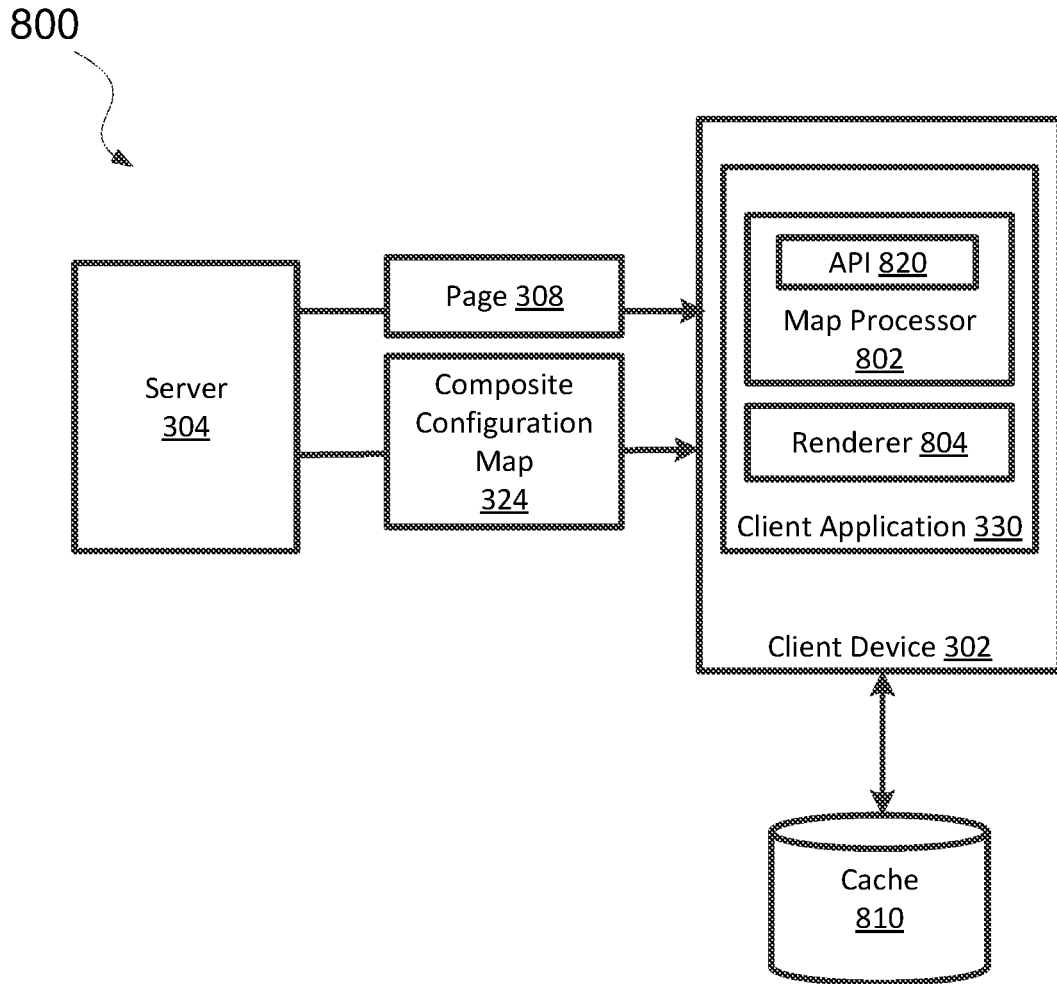 800
Server
304
Page 308
Composite
Configuration
Map
324
API 820
Map Processor
802
Renderer 804
Client Application 330
Client Device 302
Cache
810